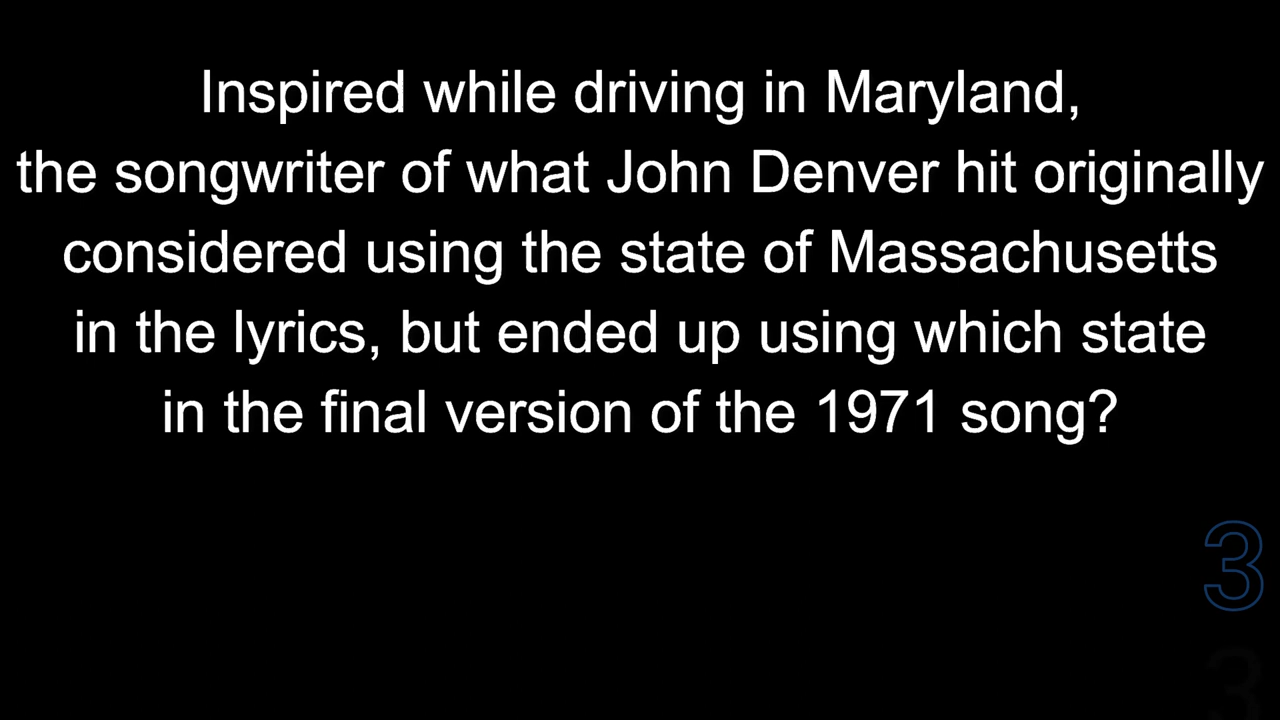 Inspired while driving in Maryland,
the songwriter of what John Denver hit originally
considered using the state of Massachusetts
in the lyrics, but ended up using which state
in the final version of the 1971 song?
3
3